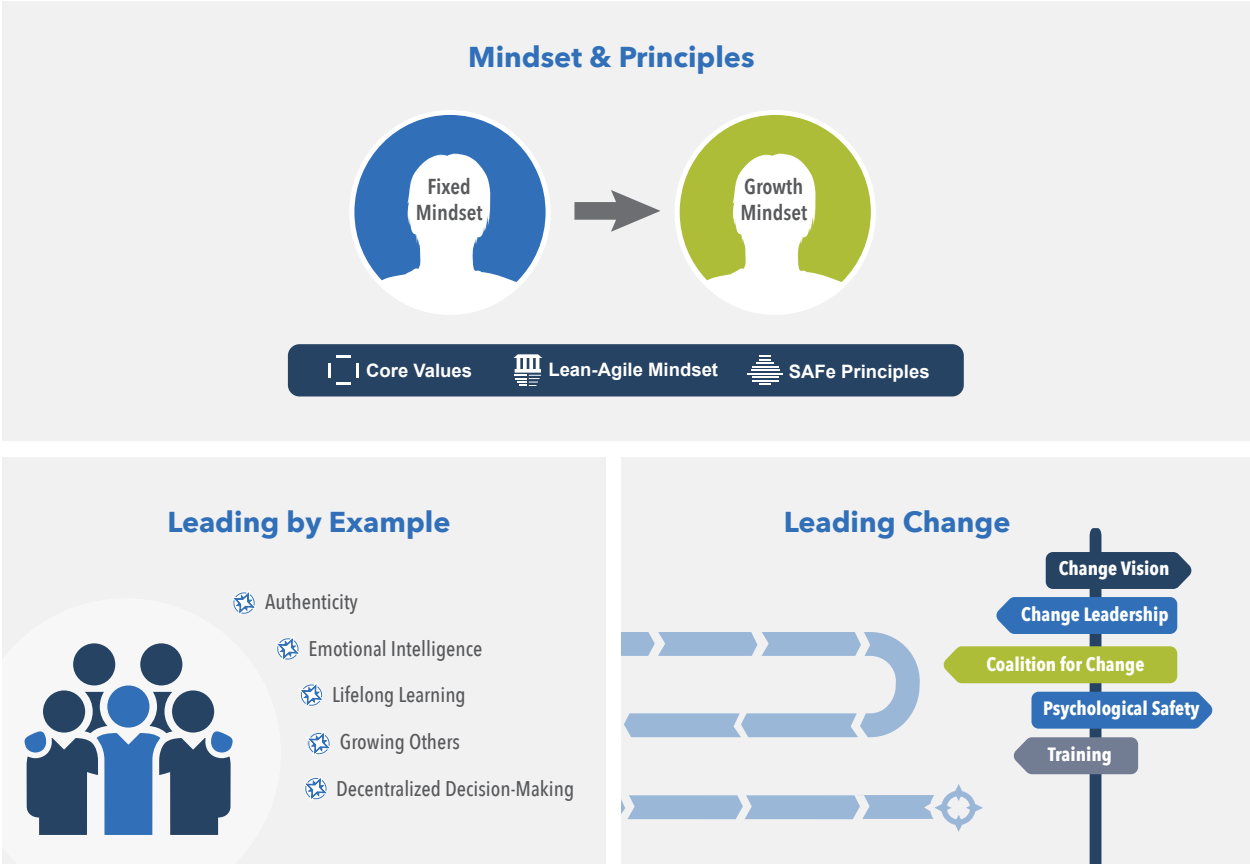 Mindset & Principles
Fixed
Mindset
Growth
Mindset
Core Values
Lean-Agile Mindset
SAFe Principles
Leading by Example
Authenticity
Emotional Intelligence
Lifelong Learning
Growing Others
Decentralized Decision-Making
Leading Change
Change Vision
Change Leadership
Coalition for Change
Psychological Safety
Training